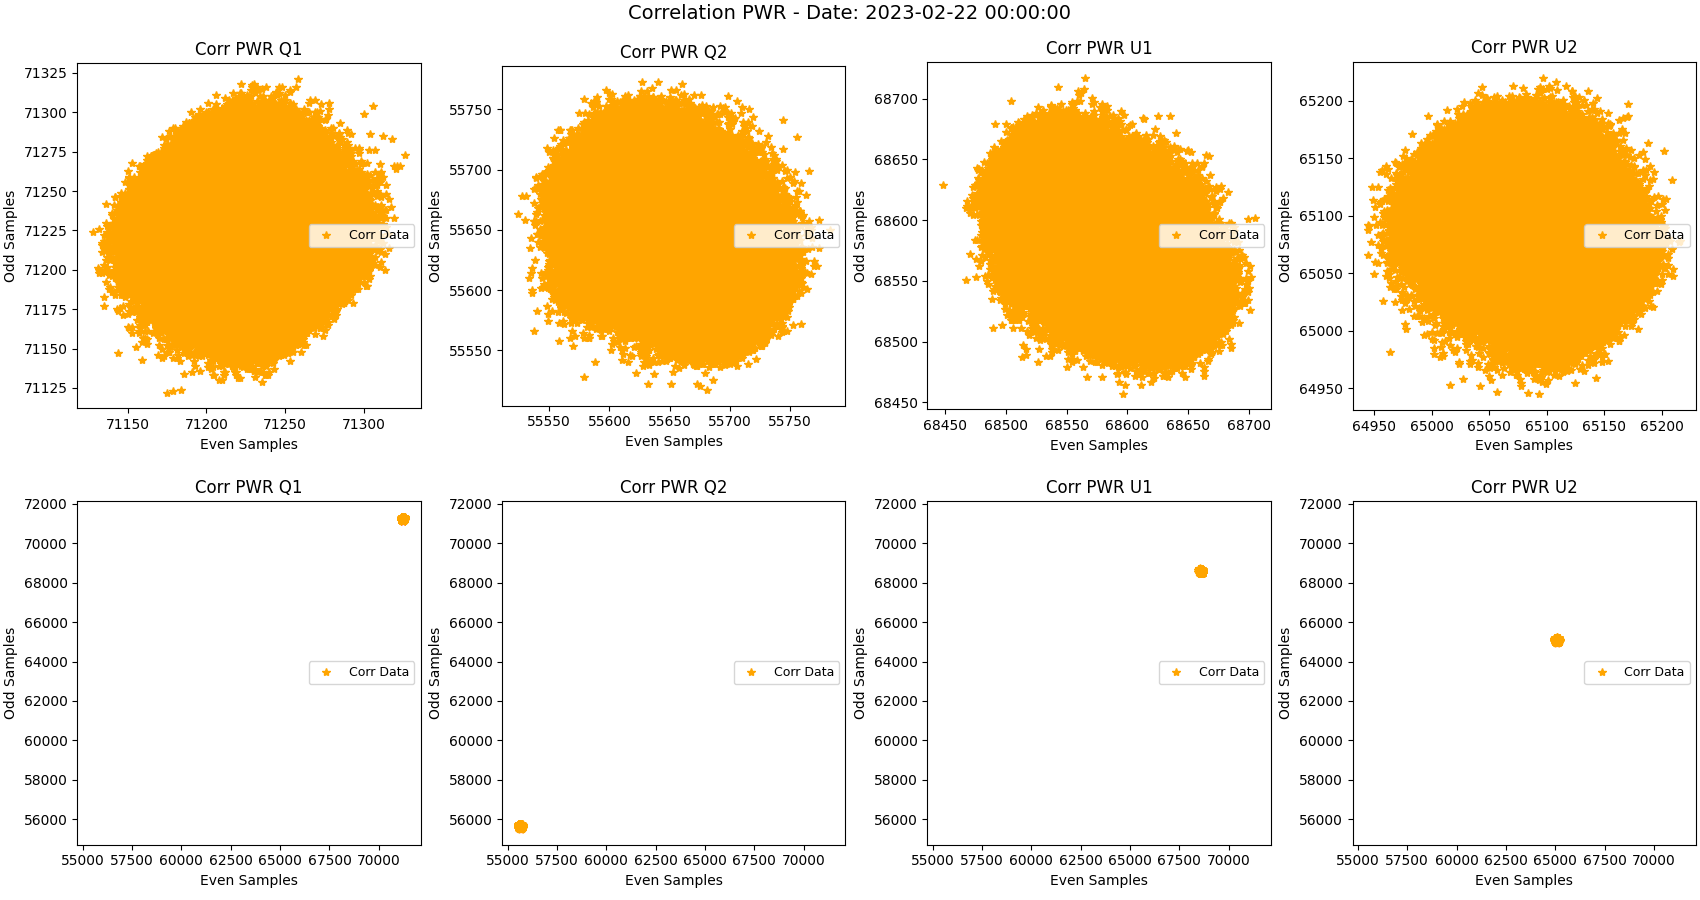 Correlation PWR - Date: 2023-02-22 00:00:00
Corr PWR Q1
Odd Samples
71325
71300
71275
71250
71225
71200
71175
71150
71125
Corr Data
71150 71200 71250 71300
Even Samples
Corr PWR Q2
Odd Samples
55750
55700
55650
55600
55550
Corr Data
55550 55600 55650 55700 55750
Even Samples
Corr PWR U1
Odd Samples
68700
68650
68600
68550
68500
68450
Corr Data
68450 68500 68550 68600 68650 68700
Even Samples
Corr PWR U2
Odd Samples
65200
65150
65100
65050
65000
64950
Corr Data
64950 65000 65050 65100 65150 65200
Even Samples
Corr PWR Q1
Odd Samples
72000
70000
68000
66000
64000
62000
60000
58000
56000
Corr Data
55000 57500 60000 62500 65000 67500 70000
Even Samples
Corr PWR Q2
Odd Samples
72000
70000
68000
66000
64000
62000
60000
58000
56000
Corr Data
55000 57500 60000 62500 65000 67500 70000
Even Samples
Corr PWR U1
Odd Samples
72000
70000
68000
66000
64000
62000
60000
58000
56000
Corr Data
55000 57500 60000 62500 65000 67500 70000
Even Samples
Corr PWR U2
Odd Samples
72000
70000
68000
66000
64000
62000
60000
58000
56000
Corr Data
55000 57500 60000 62500 65000 67500 70000
Even Samples